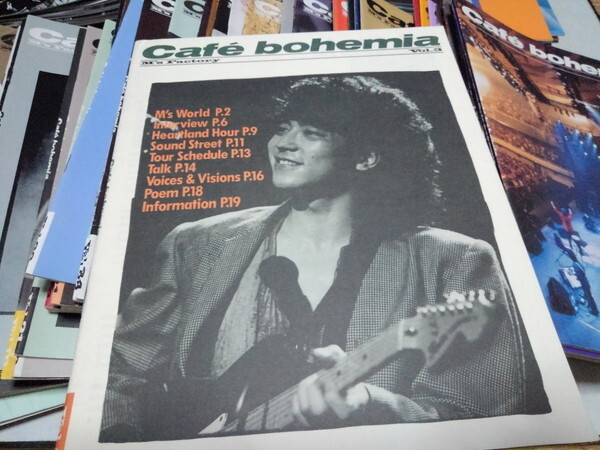 Café bohemia
M's Factory
Vol.3
M's World P.2
Interview P.6
Heartland Hour P.9
Sound Street P.11
Tour Schedule P.13
Talk P.14
Voices & Visions P.16
Poem P.18
Information P.19
Café bohemia